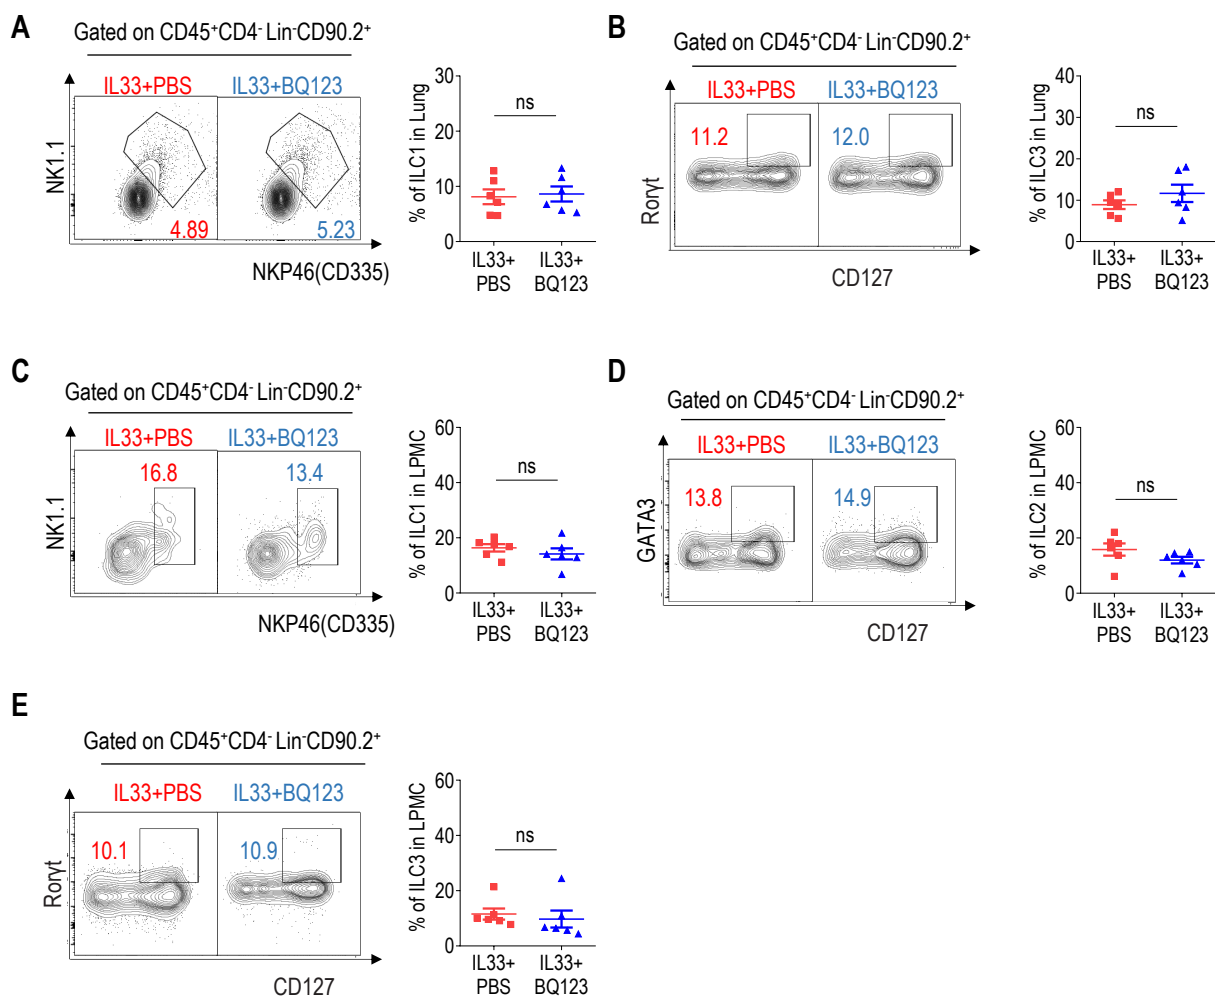 A
Gated on CD45⁺CD4⁻ Lin⁻CD90.2⁺
IL33+PBS
IL33+BQ123
NK1.1
4.89
5.23
NKP46(CD335)
% of ILC1 in Lung
30
20
10
0
ns
IL33+
PBS
IL33+
BQ123
B
Gated on CD45⁺CD4⁻ Lin⁻CD90.2⁺
IL33+PBS
IL33+BQ123
11.2
12.0
Rorγt
CD127
% of ILC3 in Lung
40
30
20
10
0
ns
IL33+
PBS
IL33+
BQ123
C
Gated on CD45⁺CD4⁻ Lin⁻CD90.2⁺
IL33+PBS
IL33+BQ123
16.8
13.4
NK1.1
NKP46(CD335)
% of ILC1 in LPMC
60
40
20
0
ns
IL33+
PBS
IL33+
BQ123
D
Gated on CD45⁺CD4⁻ Lin⁻CD90.2⁺
IL33+PBS
IL33+BQ123
13.8
14.9
GATA3
CD127
% of ILC2 in LPMC
60
40
20
0
ns
IL33+
PBS
IL33+
BQ123
E
Gated on CD45⁺CD4⁻ Lin⁻CD90.2⁺
IL33+PBS
IL33+BQ123
10.1
10.9
Rorγt
CD127
% of ILC3 in LPMC
60
40
20
0
ns
IL33+
PBS
IL33+
BQ123